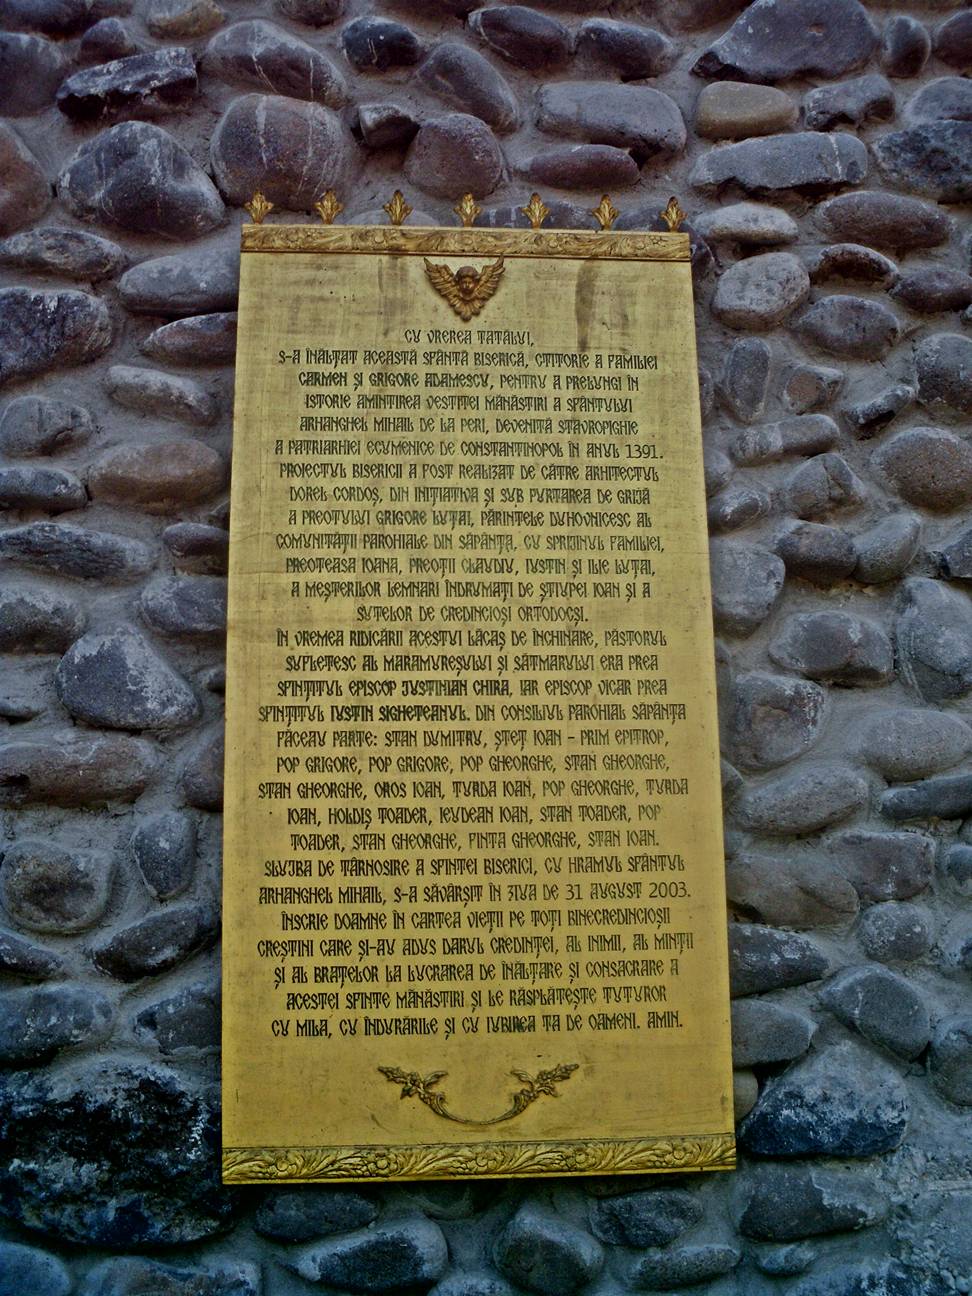 CU VREREA TATĂLUI,
S-A ÎNĂLȚAT ACEASTĂ SFÂNTĂ BISERICĂ, CTITORIE A FAMILIEI
CARMEN ȘI GRIGORE ADAMESCU, PENTRU A PRELUNGI ÎN
ISTORIE AMINTIREA VESTITEI MÂNĂSTIRI A SFÂNTULUI
ARHANGHEL MIHAIL DE LA PERI, DEVENITĂ STAVROPIGHIE
A PATRIARHIEI ECUMENICE DE CONSTANTINOPOL ÎN ANUL 1391.
PROIECTUL BISERICII A FOST REALIZAT DE CĂTRE ARHITECTUL
DOREL CORDOȘ, DIN INIȚIATIVA ȘI SUB PURTAREA DE GRIJĂ
A PREOTULUI GRIGORE LUȚAI, PĂRINTELE DUHOVNICESC AL
COMUNITĂȚII PAROHIALE DIN SĂPÂNȚA, CU SPRIJINUL FAMILIEI,
PREOTEASA IOANA, PREOȚII CLAUDIU, IUSTIN ȘI ILIE LUȚAI,
A MEȘTERILOR LEMNARI ÎNDRUMAȚI DE ȘTIUPEI IOAN ȘI A
SUTELOR DE CREDINCIOȘI ORTODOCȘI.
ÎN VREMEA RIDICĂRII ACESTUI LĂCAȘ DE ÎNCHINARE, PĂSTORUL
SUFLETESC AL MARAMUREȘULUI ȘI SĂTMARULUI ERA PREA
SFINȚITUL EPISCOP JUSTINIAN CHIRA, IAR EPISCOP VICAR PREA
SFINȚITUL IUSTIN SIGHETEANUL. DIN CONSILIUL PAROHIAL SĂPÂNȚA
FĂCEAU PARTE: STAN DUMITRU, ȘTEȚ IOAN - PRIM EPITROP,
POP GRIGORE, POP GRIGORE, POP GHEORGHE, STAN GHEORGHE,
STAN GHEORGHE, OROS IOAN, TURDA IOAN, POP GHEORGHE, TURDA
IOAN, HOLDIȘ TOADER, IEUDEAN IOAN, STAN TOADER, POP
TOADER, STAN GHEORGHE, PINTA GHEORGHE, STAN IOAN.
SLUJBA DE TÂRNOSIRE A SFINTEI BISERICI, CU HRAMUL SFÂNTUL
ARHANGHEL MIHAIL, S-A SĂVÂRȘIT ÎN ZIUA DE 31 AUGUST 2003.
ÎNSCRIE DOAMNE ÎN CARTEA VIEȚII PE TOȚI BINECREDINCIOȘII
CREȘTINI CARE ȘI-AU ADUS DARUL CREDINȚEI, AL INIMII, AL MINȚII
ȘI AL BRAȚELOR LA LUCRAREA DE ÎNĂLȚARE ȘI CONSACRARE A
ACESTEI SFINTE MÂNĂSTIRI ȘI LE RĂSPLĂTEȘTE TUTUROR
CU MILA, CU ÎNDURĂRILE ȘI CU IUBIREA TA DE OAMENI. AMIN.